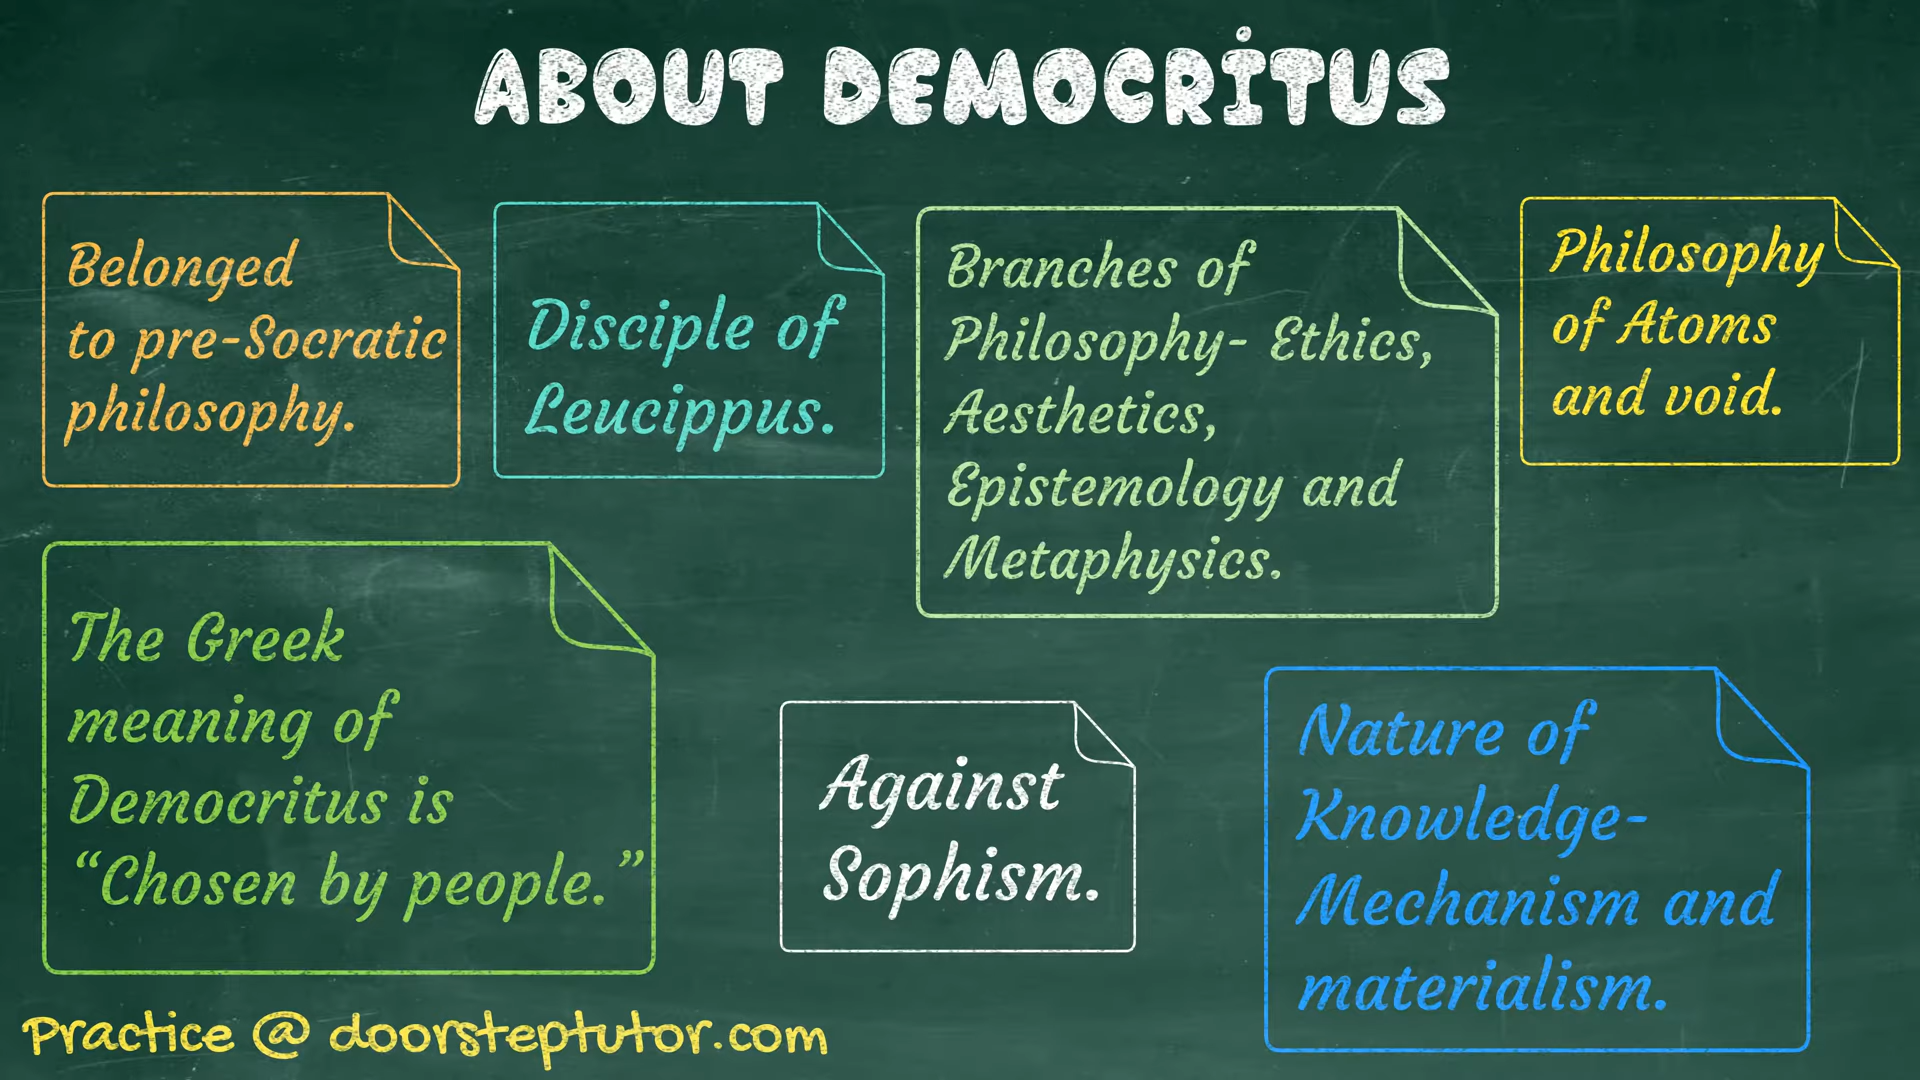 ABOUT DEMOCRİTUS
Belonged
to pre-Socratic
philosophy.
Disciple of
Leucippus.
Branches of
Philosophy- Ethics,
Aesthetics,
Epistemology and
Metaphysics.
Philosophy
of Atoms
and void.
The Greek
meaning of
Democritus is
“Chosen by people.”
Against
Sophism.
Nature of
Knowledge-
Mechanism and
materialism.
Practice @ doorsteptutor.com